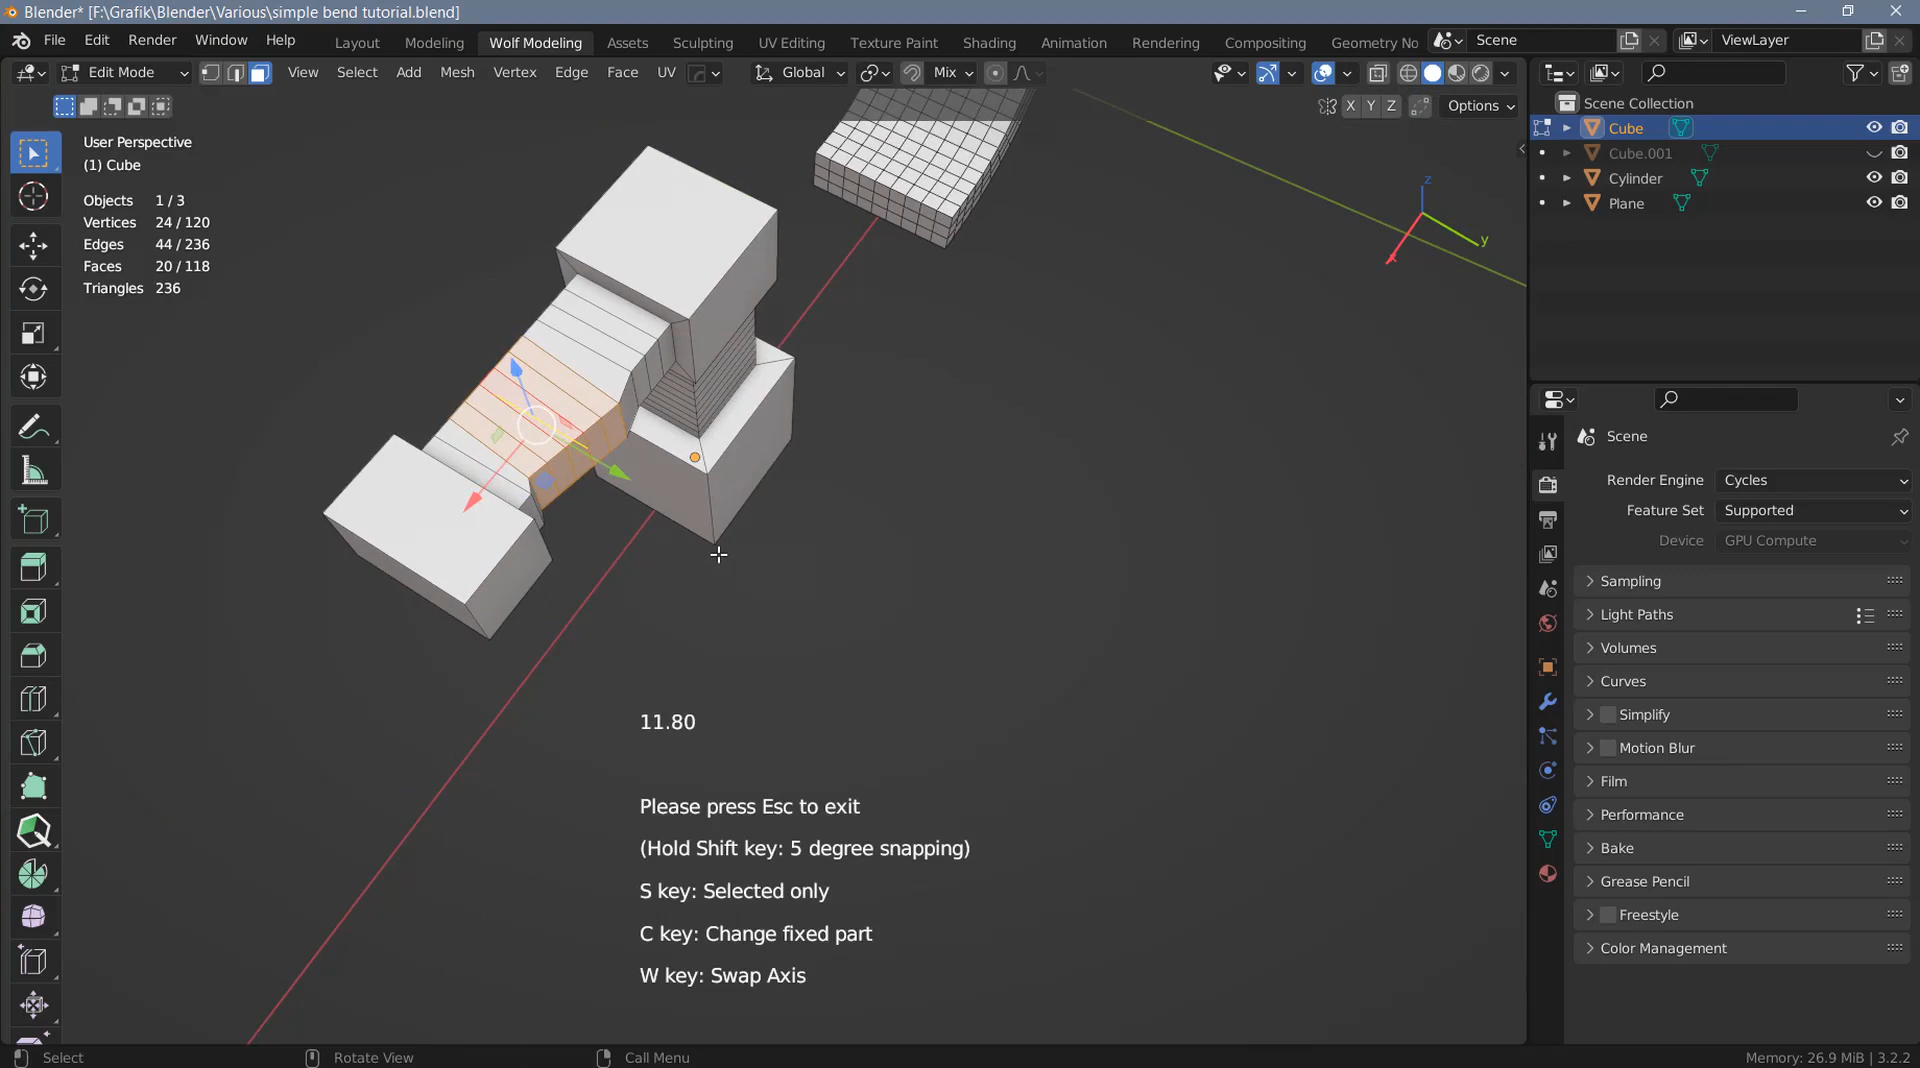 Blender* [F:\Grafik\Blender\Various\simple bend tutorial.blend]
File Edit Render Window Help Layout Modeling Wolf Modeling Assets Sculpting UV Editing Texture Paint Shading Animation Rendering Compositing Geometry No Scene ViewLayer
Edit Mode View Select Add Mesh Vertex Edge Face UV Global Mix
X Y Z Options
User Perspective
(1) Cube
Objects 1 / 3
Vertices 24 / 120
Edges 44 / 236
Faces 20 / 118
Triangles 236
z
y
x
Scene Collection
Cube
Cube.001
Cylinder
Plane
Scene
Render Engine Cycles
Feature Set Supported
Device GPU Compute
Sampling
Light Paths
Volumes
Curves
Simplify
Motion Blur
Film
Performance
Bake
Grease Pencil
Freestyle
Color Management
11.80
Please press Esc to exit
(Hold Shift key: 5 degree snapping)
S key: Selected only
C key: Change fixed part
W key: Swap Axis
Select Rotate View Call Menu Memory: 26.9 MiB | 3.2.2